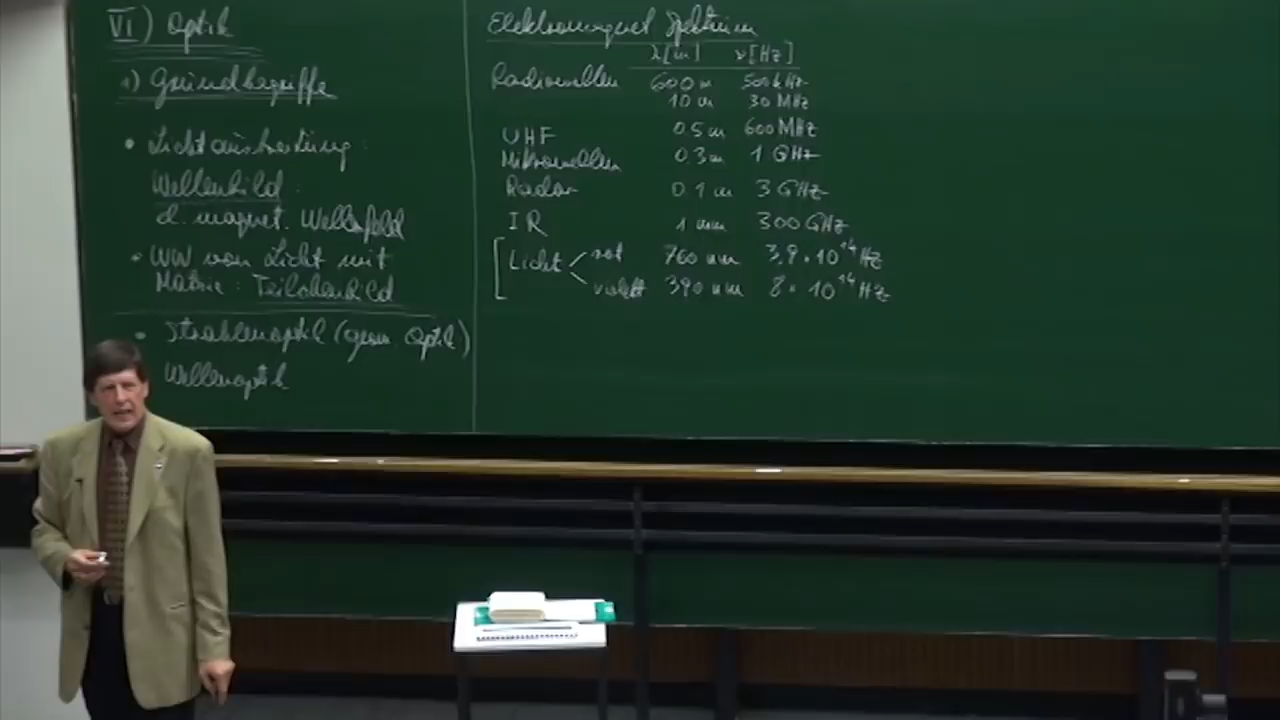 VI) Optik
1) Grundbegriffe
• Lichtausbreitung:
Wellenbild:
el. magnet. Wellenfeld
• WW von Licht mit
Materie: Teilchenbild
• Strahlenoptik (geom. Optik)
Wellenoptik
Elektromagnet Spektrum
λ[m] ν[Hz]
Radiowellen 600 m 500 kHz
10 m 30 MHz
UHF 0.5 m 600 MHz
Mikrowellen 0.3 m 1 GHz
Radar 0.1 m 3 GHz
IR 1 mm 300 GHz
Licht rot 760 nm 3,9 · 10¹⁴ Hz
violett 390 nm 8 · 10¹⁴ Hz